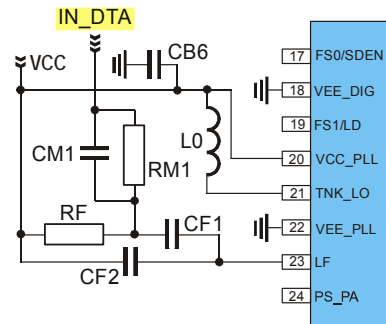 IN_DTA
VCC
CB6
17 FS0/SDEN
18 VEE_DIG
19 FS1/LD
L0
CM1
RM1
20 VCC_PLL
21 TNK_LO
RF
CF1
22 VEE_PLL
CF2
23 LF
24 PS_PA